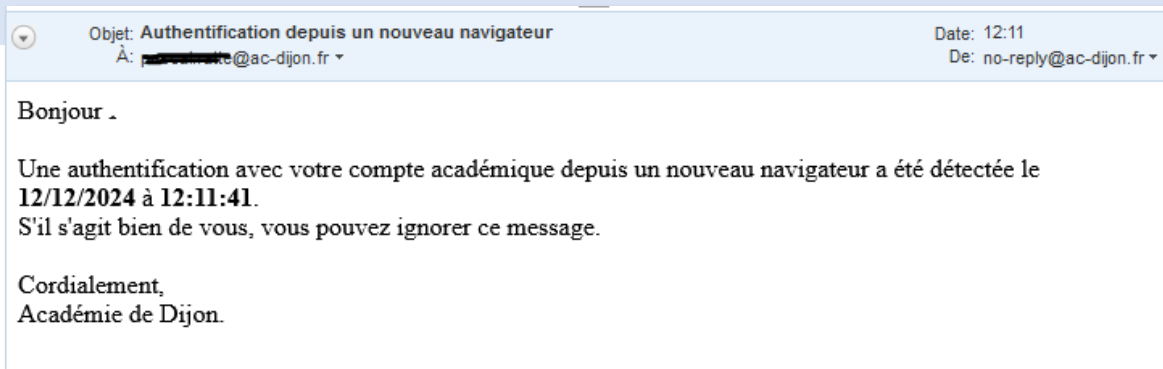 Objet: Authentification depuis un nouveau navigateur
Date: 12:11
À: @ac-dijon.fr
De: no-reply@ac-dijon.fr
Bonjour
Une authentification avec votre compte académique depuis un nouveau navigateur a été détectée le
12/12/2024 à 12:11:41.
S'il s'agit bien de vous, vous pouvez ignorer ce message.
Cordialement,
Académie de Dijon.